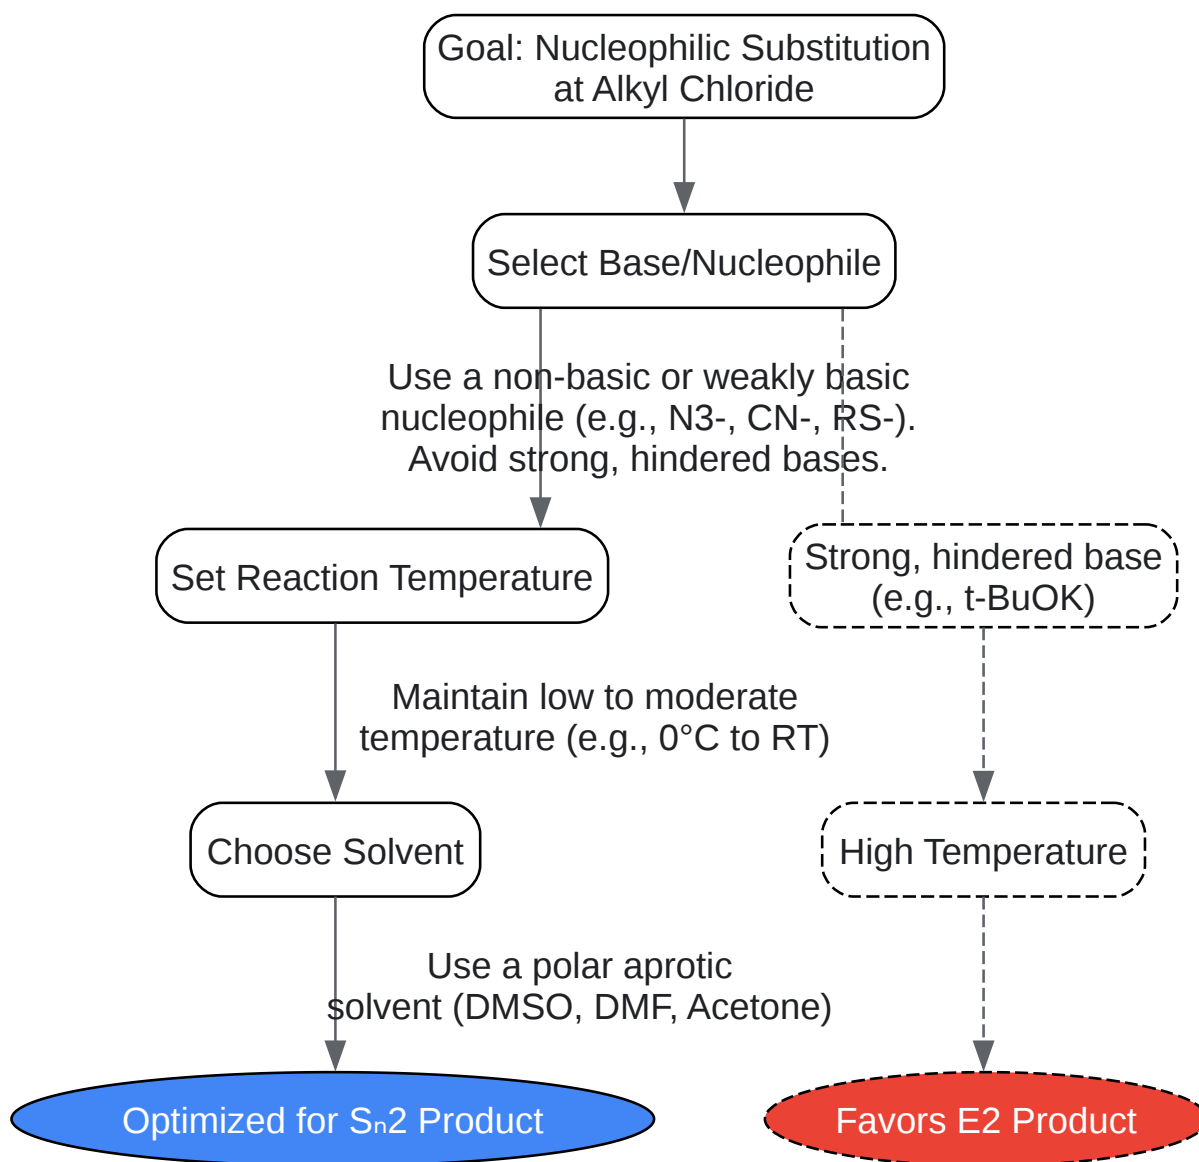 Goal: Nucleophilic Substitution
at Alkyl Chloride
Select Base/Nucleophile
Use a non-basic or weakly basic
nucleophile (e.g., N3-, CN-, RS-).
Avoid strong, hindered bases.
Set Reaction Temperature
Strong, hindered base
(e.g., t-BuOK)
Maintain low to moderate
temperature (e.g., 0°C to RT)
Choose Solvent
High Temperature
Use a polar aprotic
solvent (DMSO, DMF, Acetone)
Optimized for Sₙ2 Product
Favors E2 Product